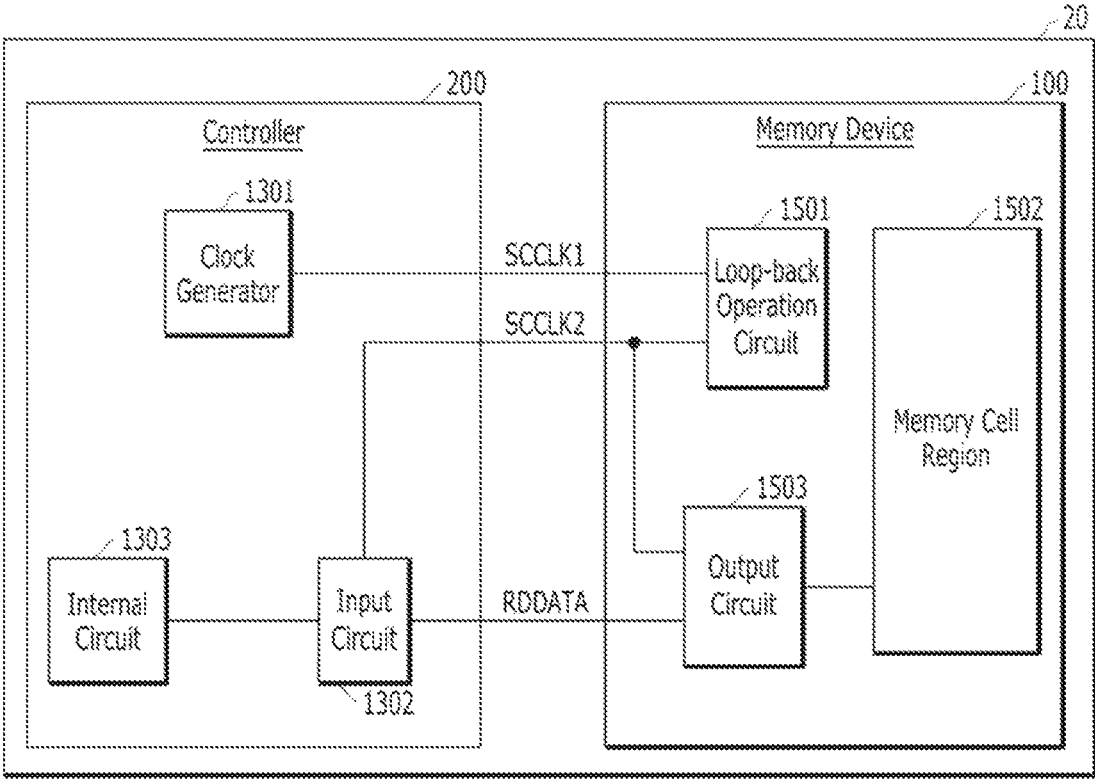 20
200
100
Controller
Memory Device
1301
Clock
Generator
SCCLK1
SCCLK2
1501
Loop-back
Operation
Circuit
1502
Memory Cell
Region
1503
Output
Circuit
1303
Internal
Circuit
Input
Circuit
1302
RDDATA